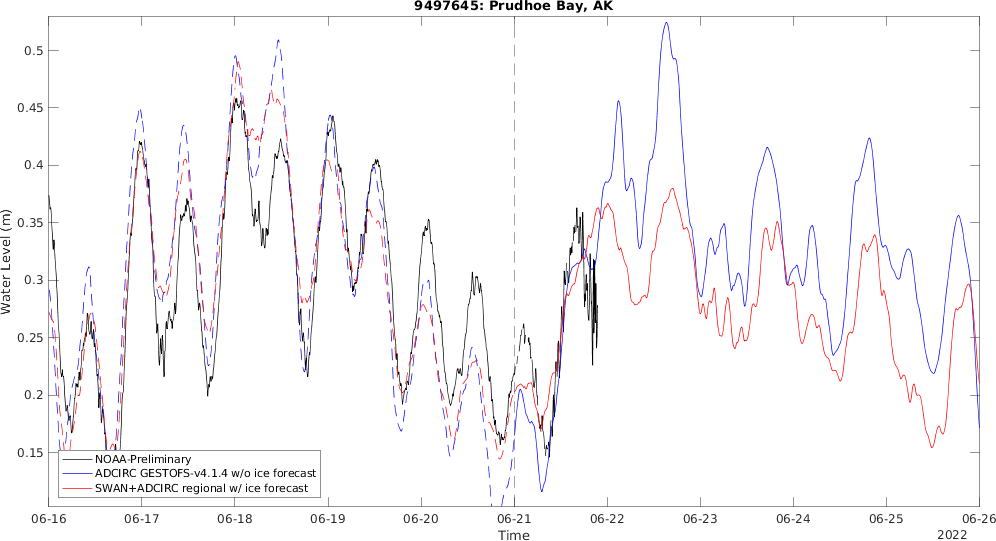 9497645: Prudhoe Bay, AK
0.5
0.45
0.4
0.35
0.3
0.25
0.2
0.15
Water Level (m)
NOAA-Preliminary
ADCIRC GESTOFS-v4.1.4 w/o ice forecast
SWAN+ADCIRC regional w/ ice forecast
06-16 06-17 06-18 06-19 06-20 06-21 06-22 06-23 06-24 06-25 06-26
Time
2022